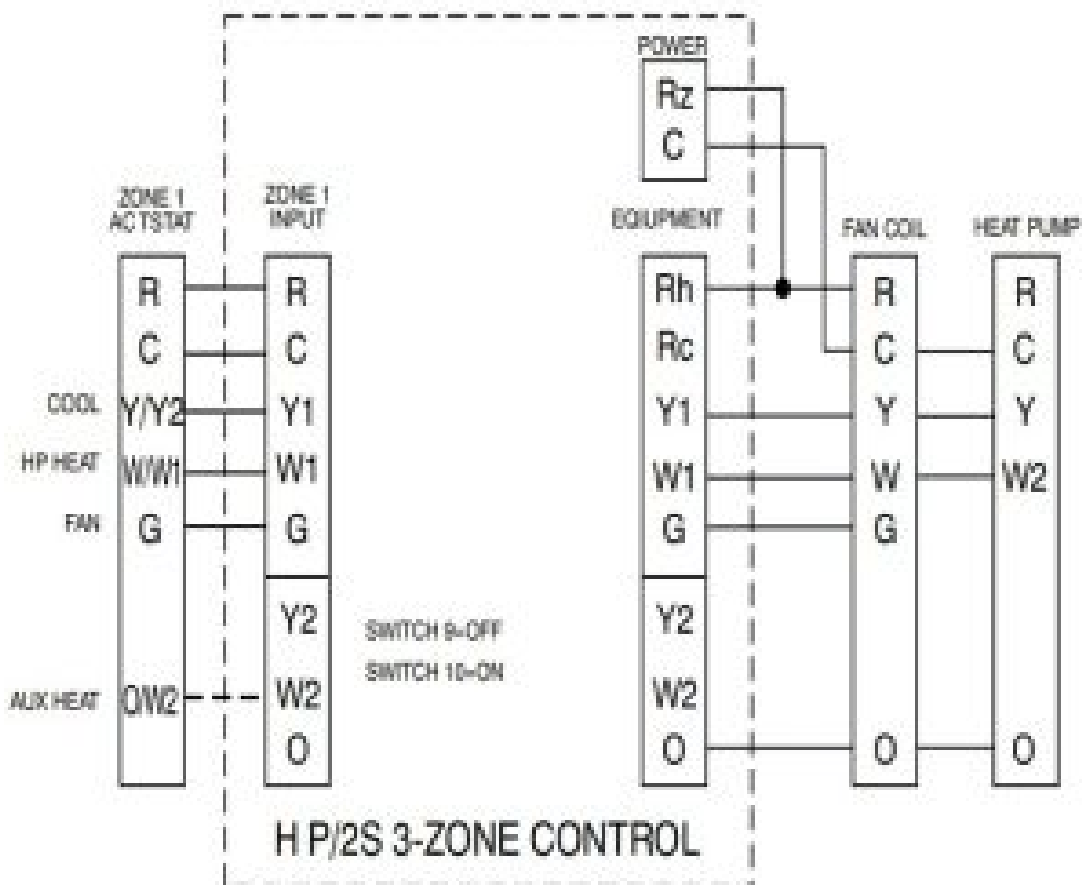 POWER
Rz
C
ZONE 1
AC TSTAT
ZONE 1
INPUT
EQUIPMENT
FAN COIL
HEAT PUMP
R
R
Rh
R
R
C
C
Rc
C
C
COOL
Y/Y2
Y1
Y1
Y
Y
HP HEAT
W/W1
W1
W1
W
W2
FAN
G
G
G
G
Y2
Y2
SWITCH 9=OFF
SWITCH 10=ON
AUX HEAT
OW2
W2
W2
O
O
O
O
H P/2S 3-ZONE CONTROL